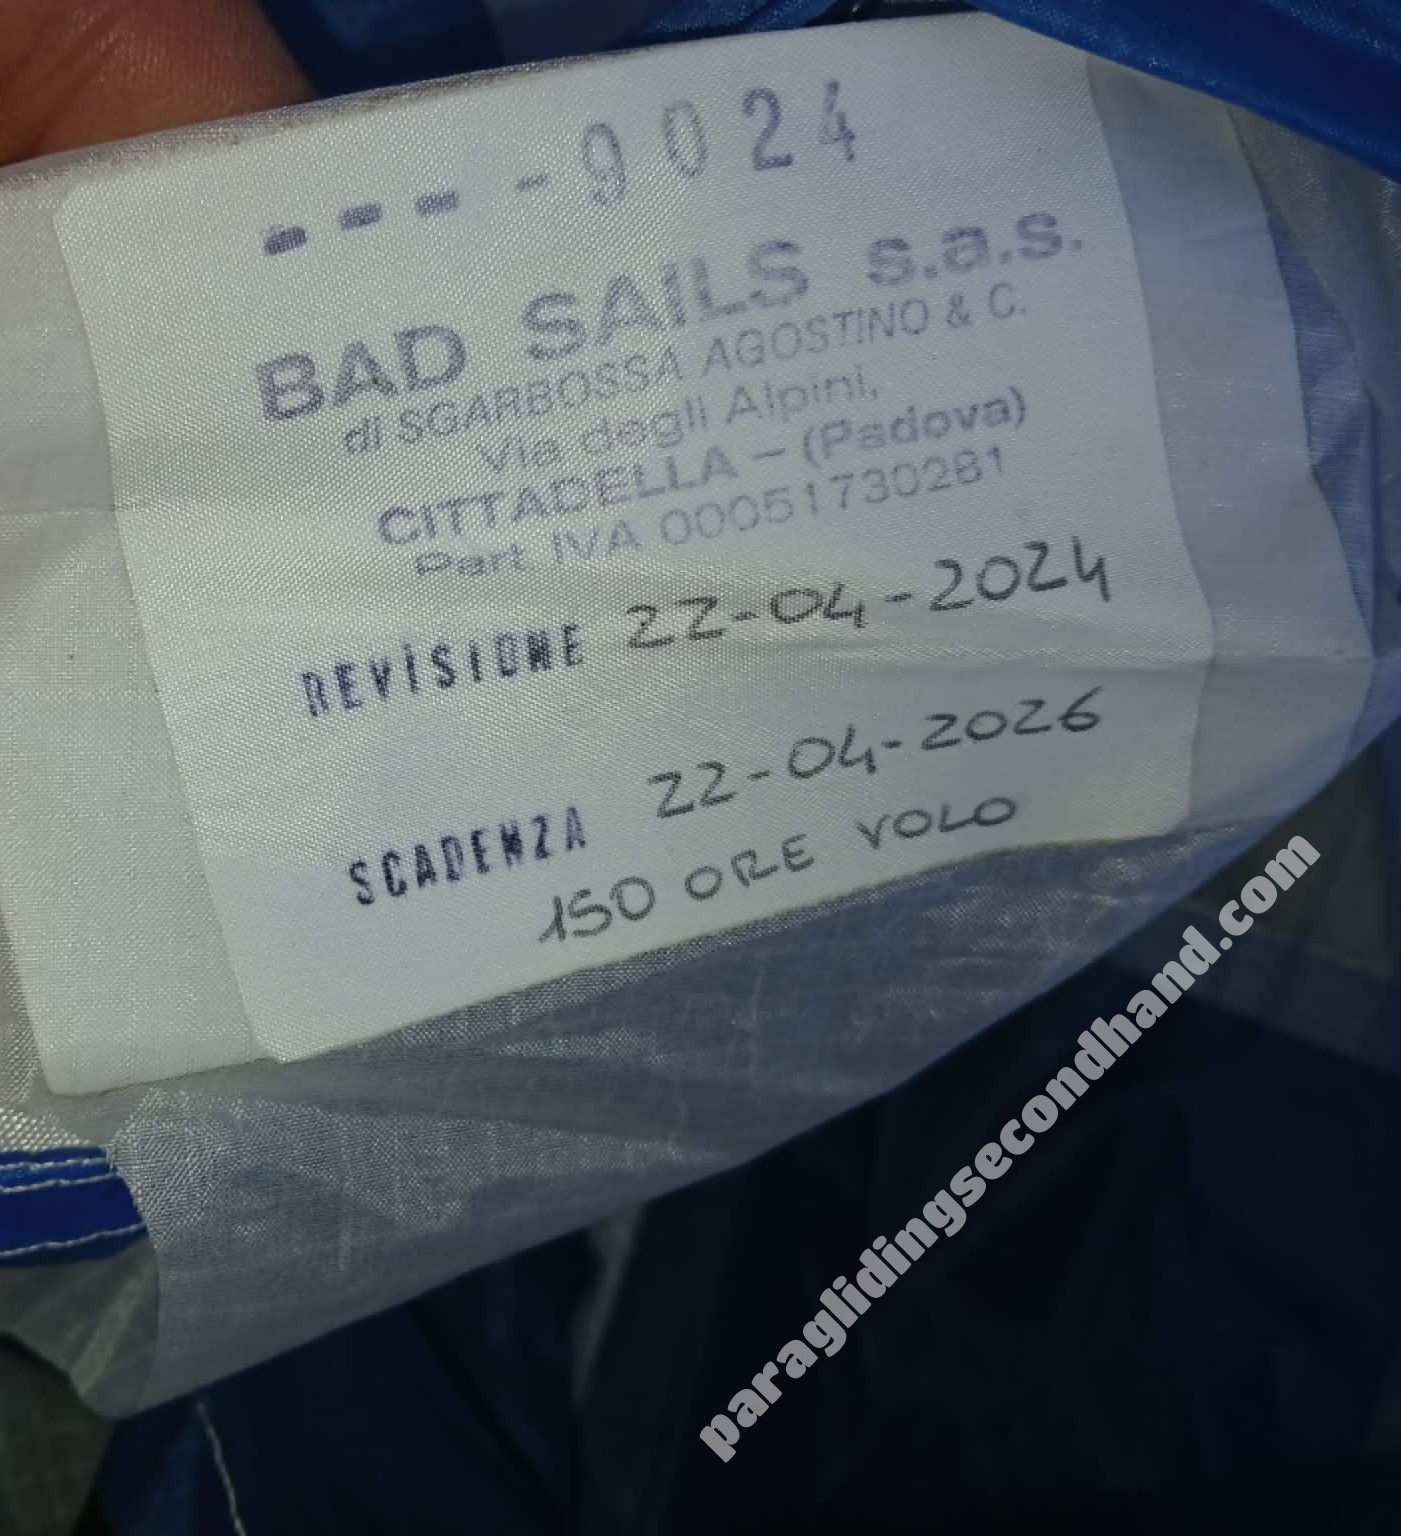 ----9024
BAD SAILS s.a.s.
di SGARBOSSA AGOSTINO & C.
Via degli Alpini,
CITTADELLA - (Padova)
Part IVA 00051730281
REVISIONE 22-04-2024
SCADENZA 22-04-2026
150 ORE VOLO
paraglidingsecondhand.com